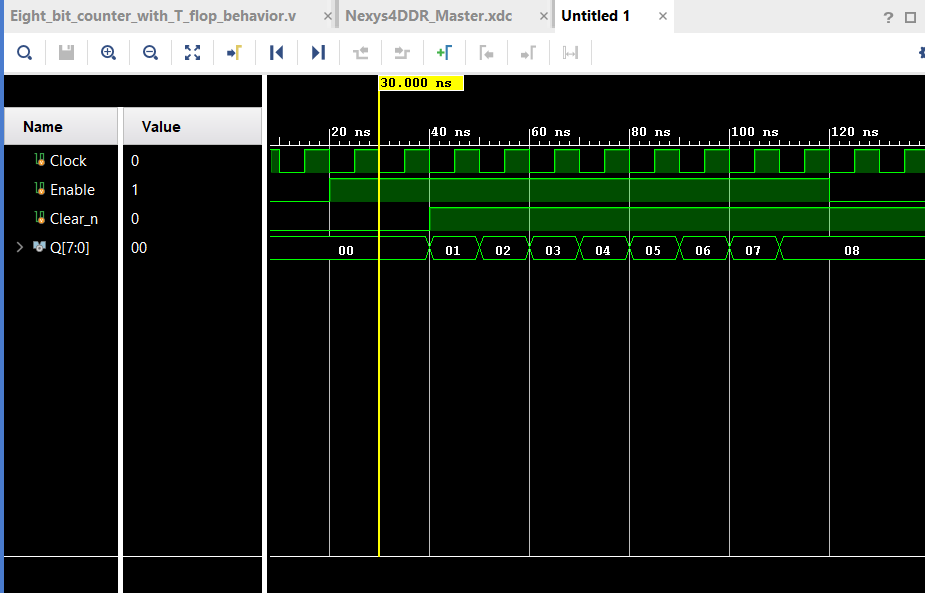 Eight_bit_counter_with_T_flop_behavior.v × Nexys4DDR_Master.xdc × Untitled 1 ×
?
30.000 ns
20 ns 40 ns 60 ns 80 ns 100 ns 120 ns
Name Value
Clock 0
Enable 1
Clear_n 0
Q[7:0] 00 00 01 02 03 04 05 06 07 08